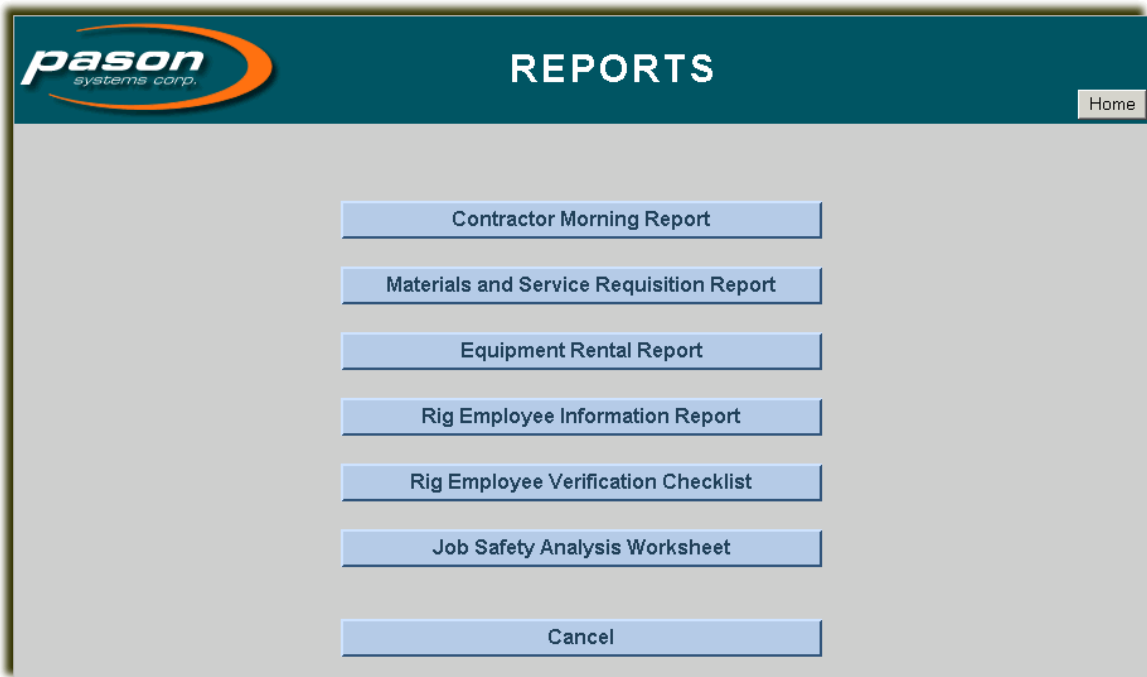 pason
systems corp.
REPORTS
Home
Contractor Morning Report
Materials and Service Requisition Report
Equipment Rental Report
Rig Employee Information Report
Rig Employee Verification Checklist
Job Safety Analysis Worksheet
Cancel